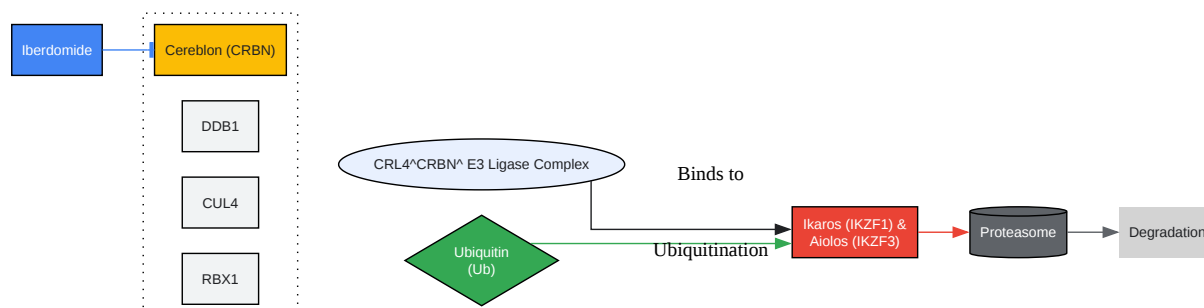 Iberdomide
Cereblon (CRBN)
DDB1
CUL4
RBX1
CRL4^CRBN^ E3 Ligase Complex
Ubiquitin
(Ub)
Binds to
Ubiquitination
Ikaros (IKZF1) &
Aiolos (IKZF3)
Proteasome
Degradation